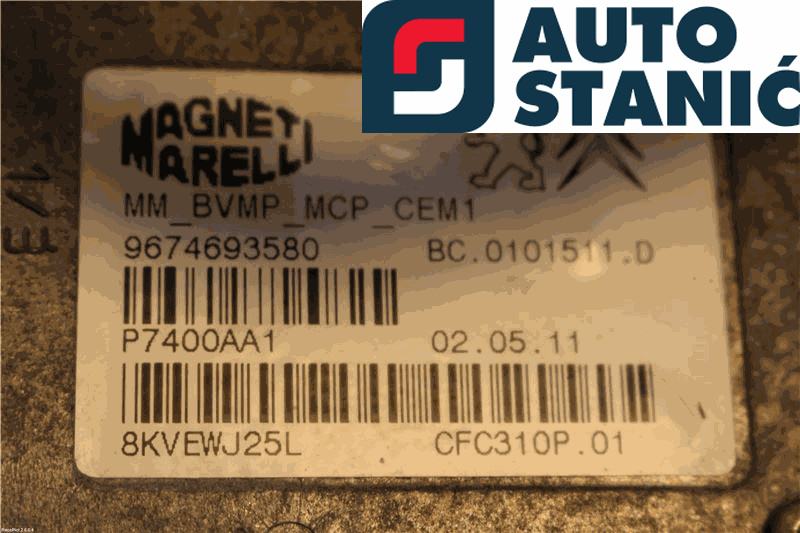 AUTO
STANIĆ
MAGNETI
MARELLI
MM_BVMP_MCP_CEM1
9674693580 BC.0101511.D
P7400AA1 02.05.11
8KVEWJ25L CFC310P.01